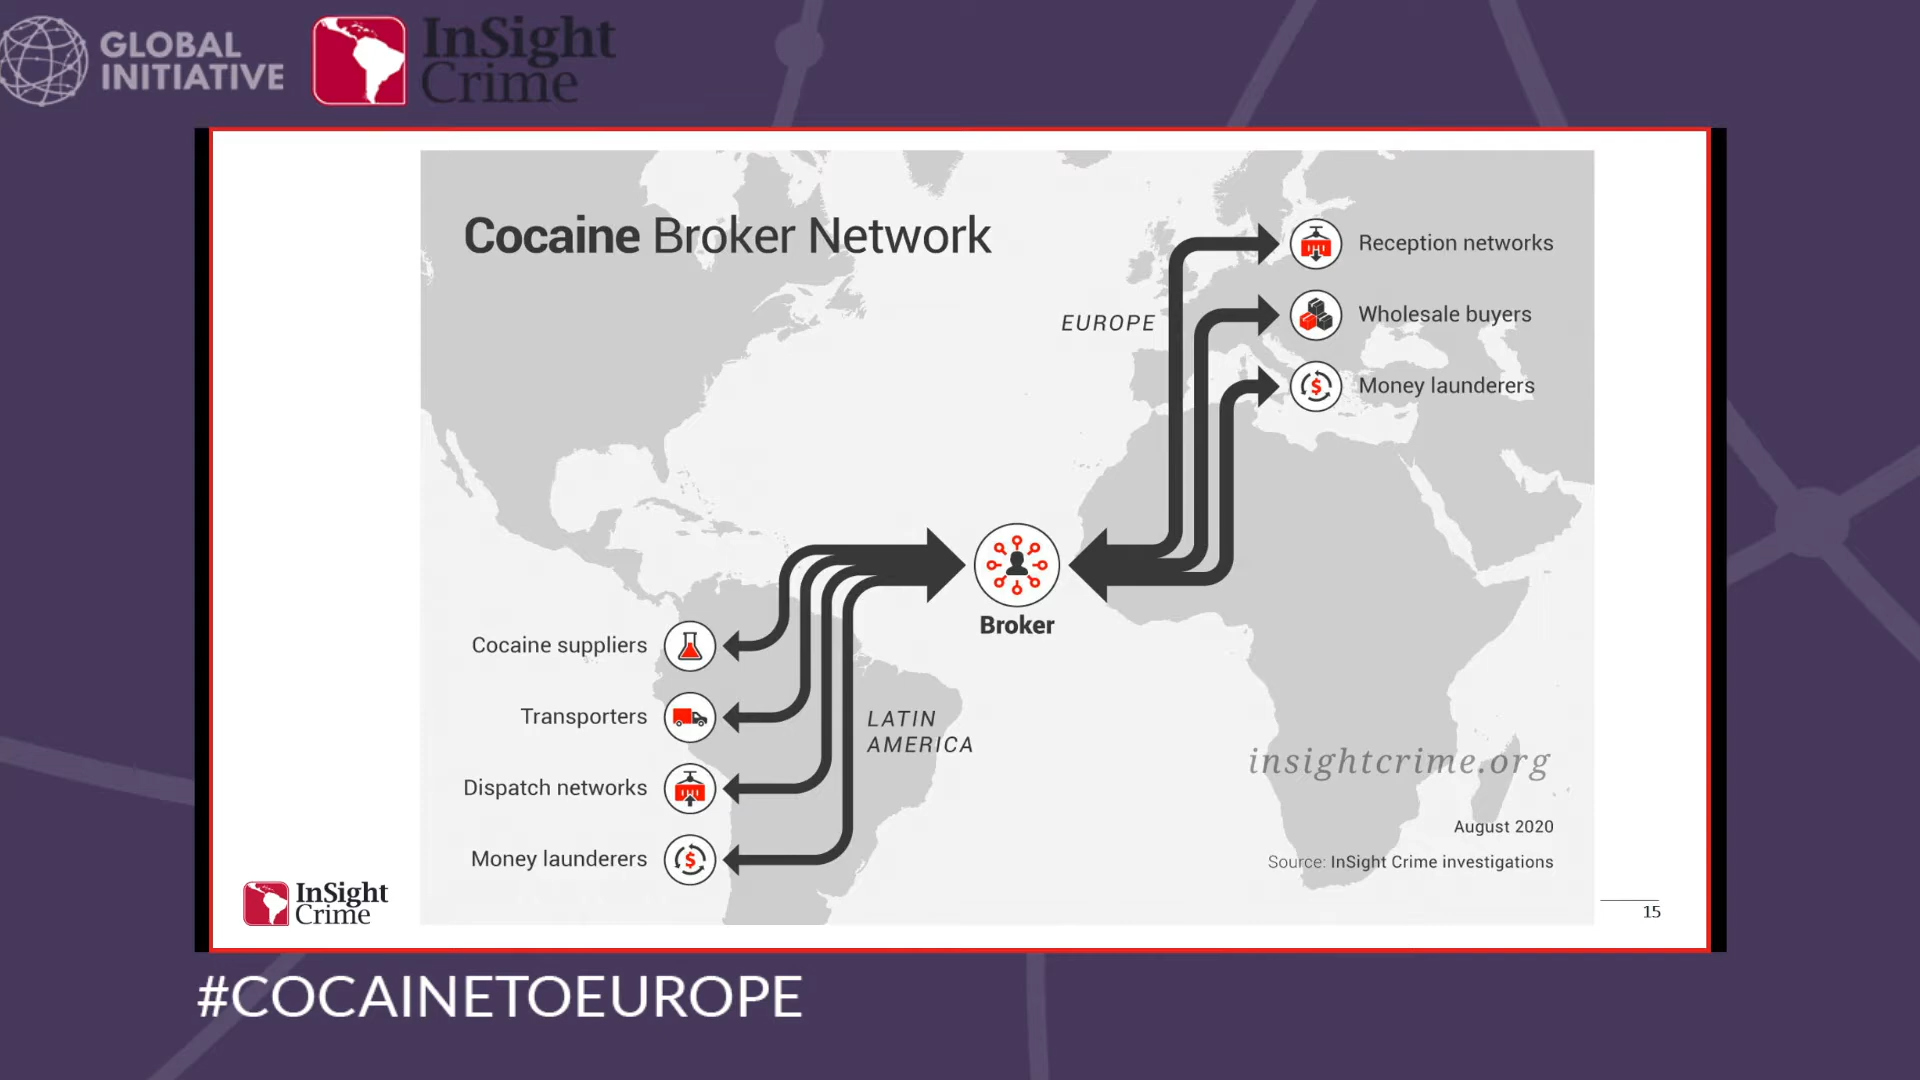 GLOBAL
INITIATIVE
InSight
Crime
Cocaine Broker Network
EUROPE
Reception networks
Wholesale buyers
Money launderers
Broker
Cocaine suppliers
Transporters
Dispatch networks
Money launderers
LATIN
AMERICA
insightcrime.org
August 2020
Source: InSight Crime investigations
InSight
Crime
15
#COCAINETOEUROPE